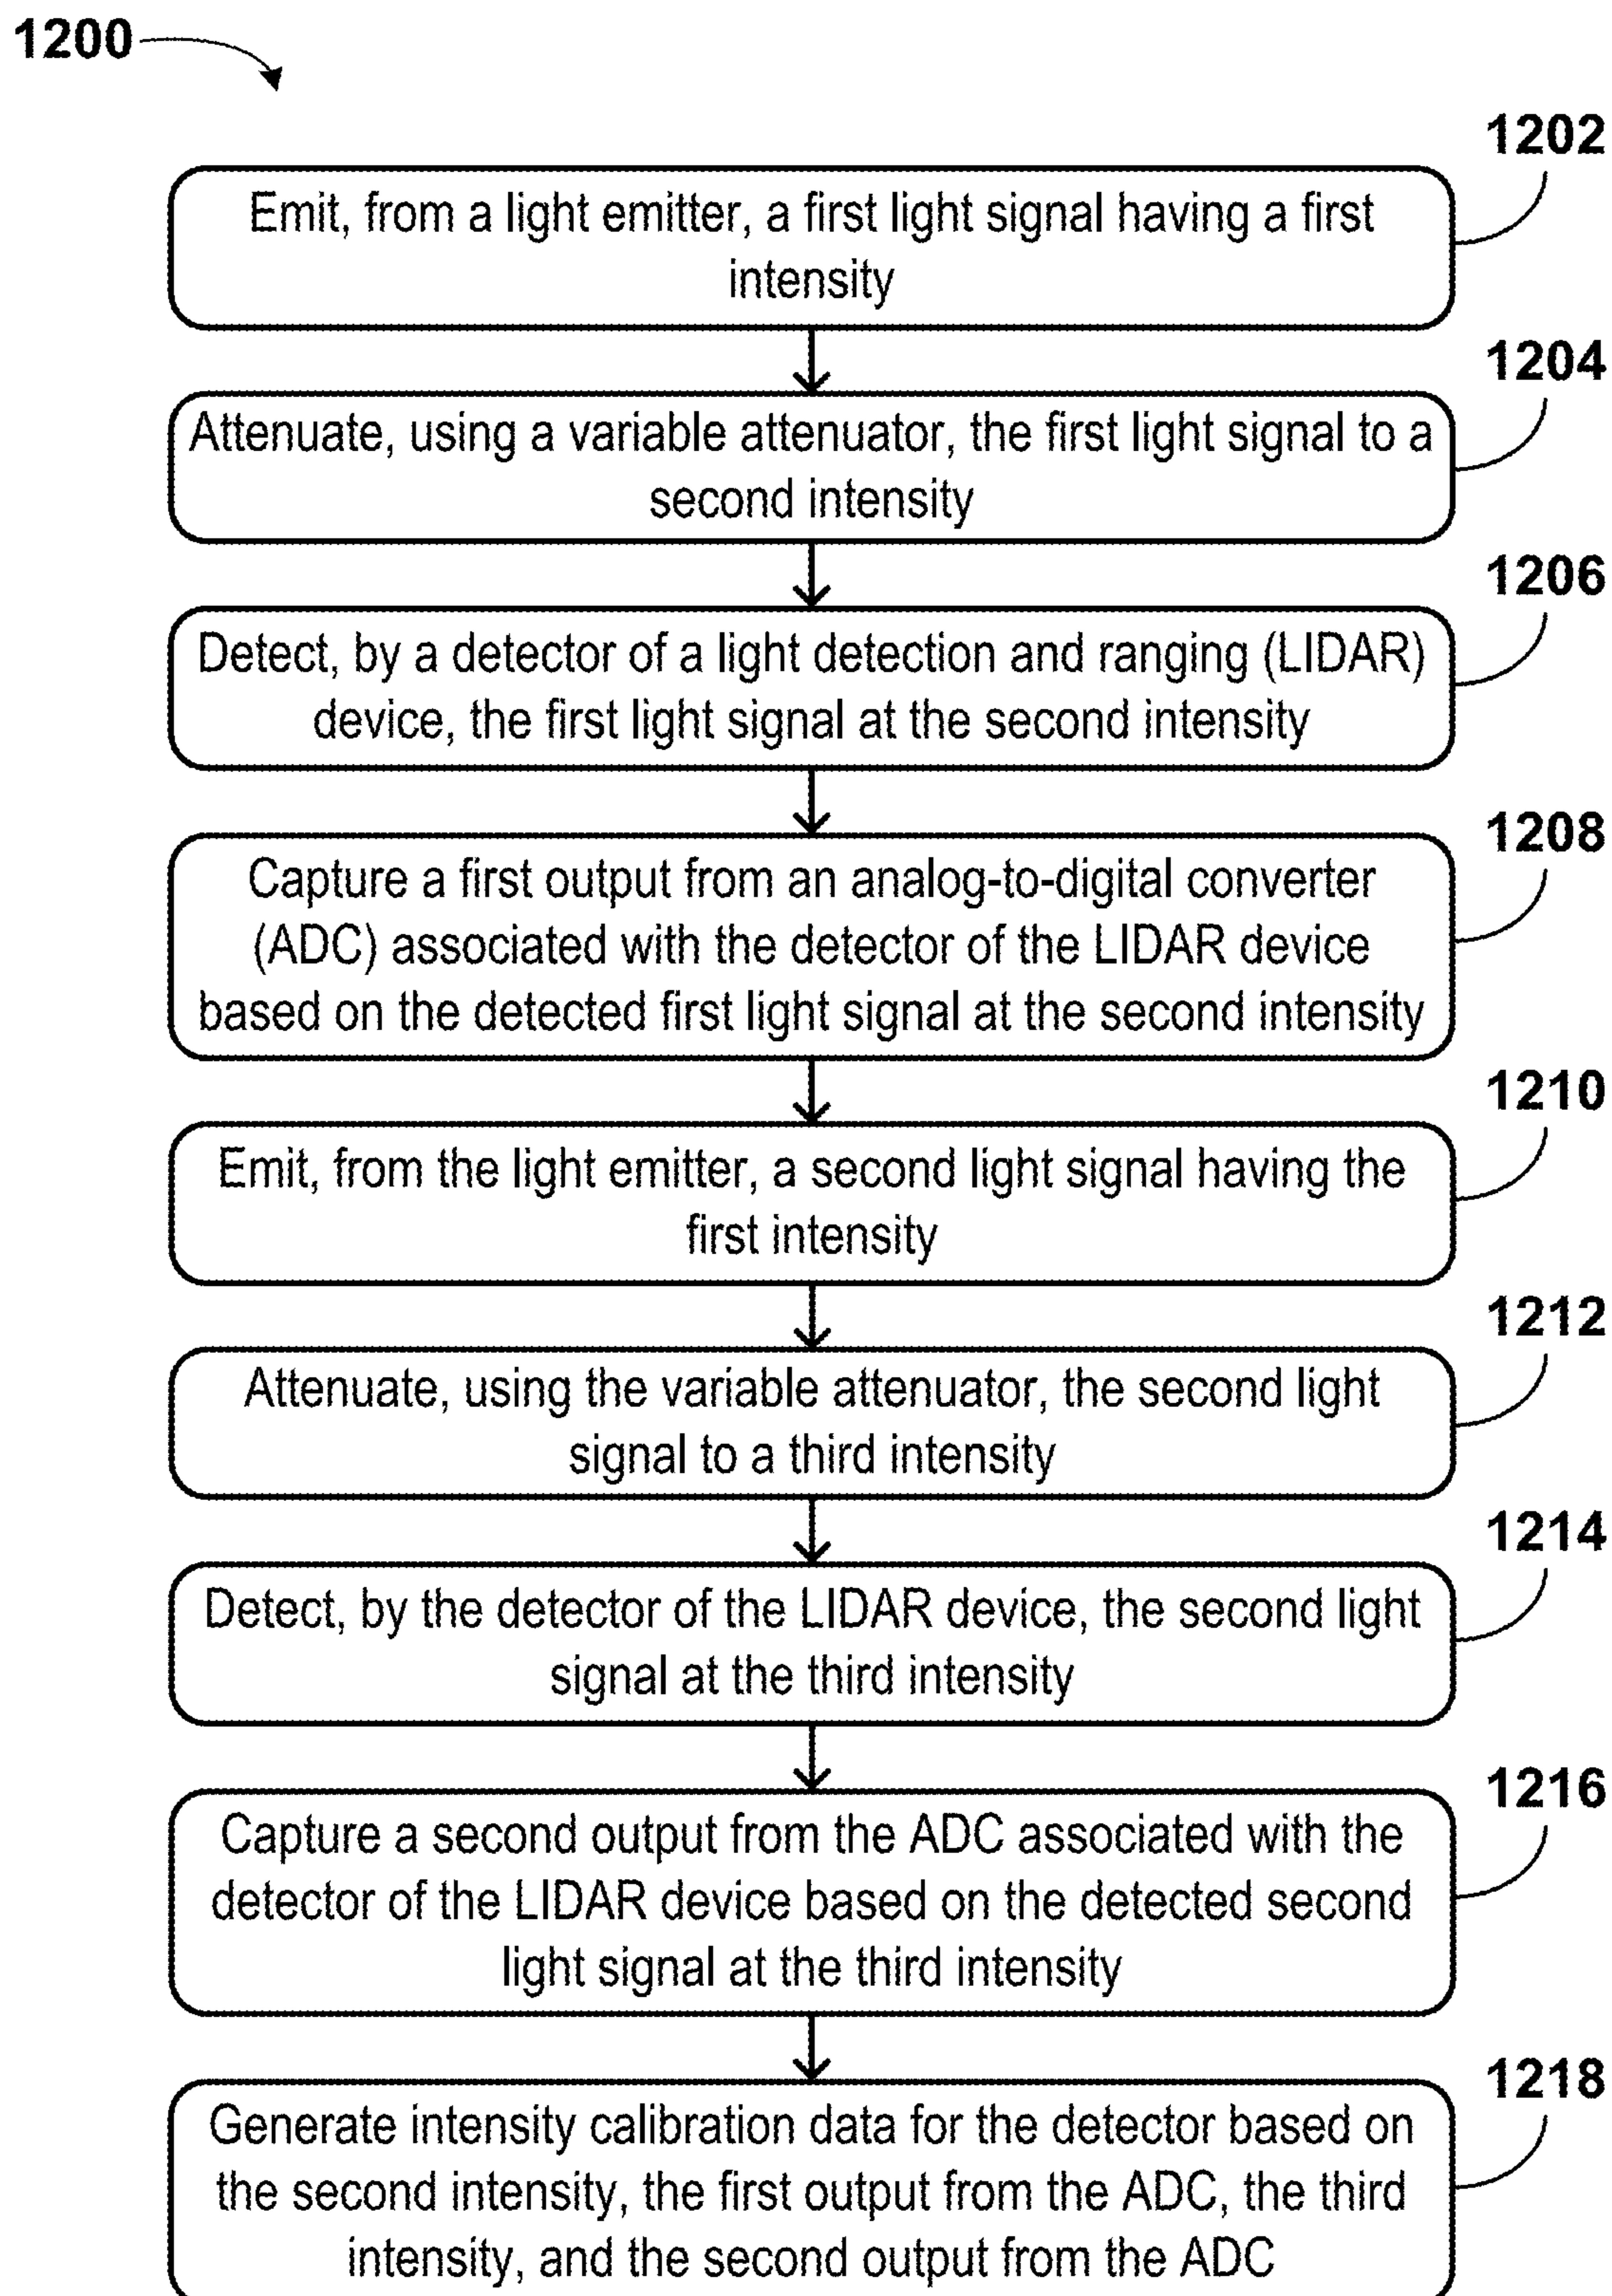 1200
1202
Emit, from a light emitter, a first light signal having a first
intensity
1204
Attenuate, using a variable attenuator, the first light signal to a
second intensity
1206
Detect, by a detector of a light detection and ranging (LIDAR)
device, the first light signal at the second intensity
1208
Capture a first output from an analog-to-digital converter
(ADC) associated with the detector of the LIDAR device
based on the detected first light signal at the second intensity
1210
Emit, from the light emitter, a second light signal having the
first intensity
1212
Attenuate, using the variable attenuator, the second light
signal to a third intensity
1214
Detect, by the detector of the LIDAR device, the second light
signal at the third intensity
1216
Capture a second output from the ADC associated with the
detector of the LIDAR device based on the detected second
light signal at the third intensity
1218
Generate intensity calibration data for the detector based on
the second intensity, the first output from the ADC, the third
intensity, and the second output from the ADC